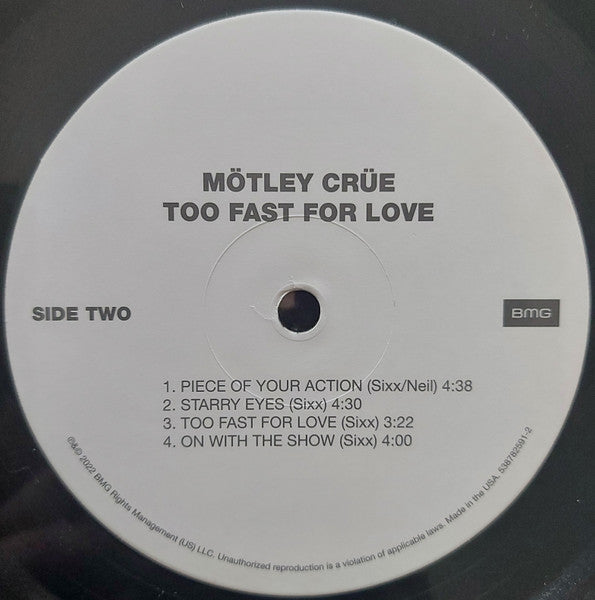 MÖTLEY CRÜE
TOO FAST FOR LOVE
SIDE TWO
BMG
1. PIECE OF YOUR ACTION (Sixx/Neil) 4:38
2. STARRY EYES (Sixx) 4:30
3. TOO FAST FOR LOVE (Sixx) 3:22
4. ON WITH THE SHOW (Sixx) 4:00
℗&© 2022 BMG Rights Management (US) LLC. Unauthorized reproduction is a violation of applicable laws. Made in the USA. 538782591-2